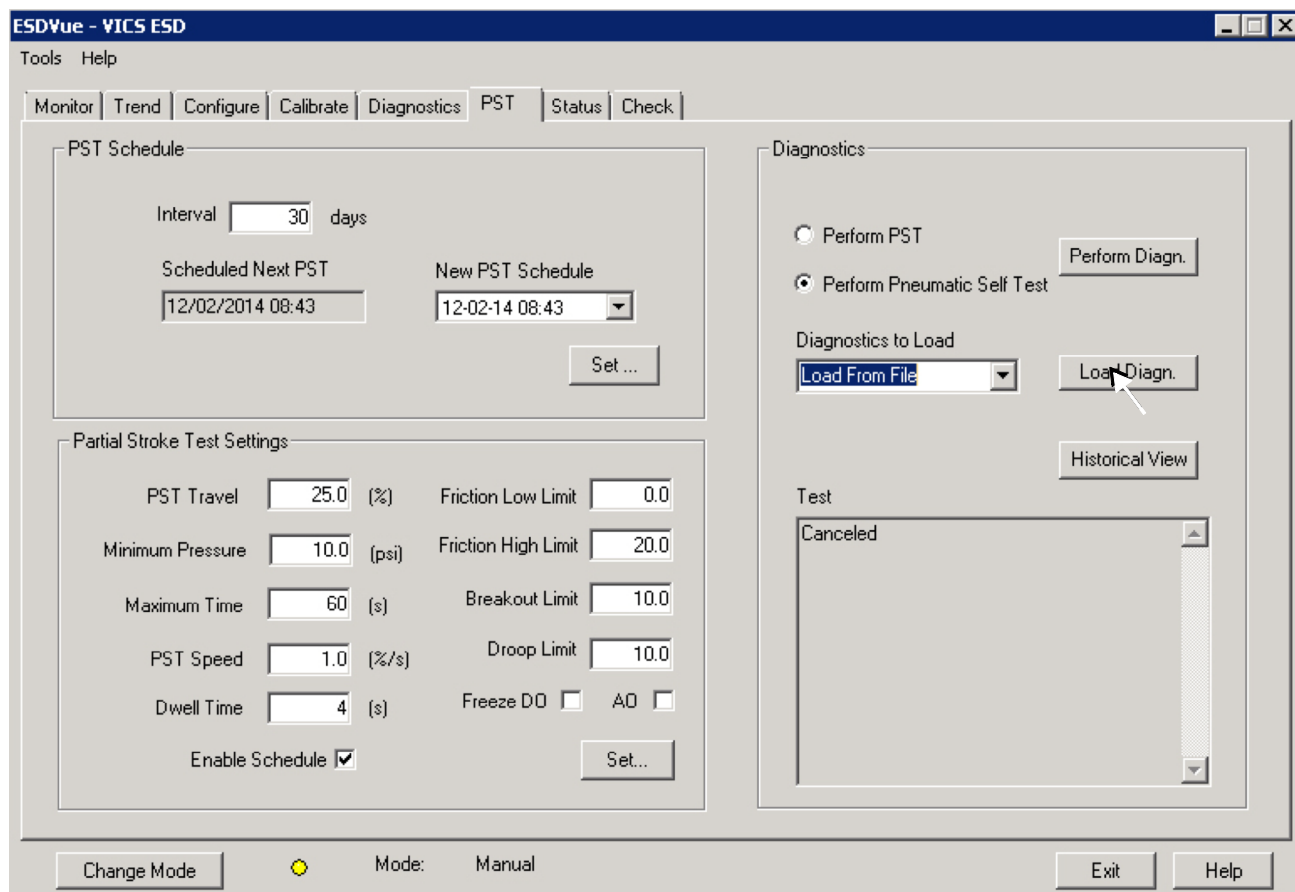 ESDVue - VICS ESD
Tools Help
Monitor Trend Configure Calibrate Diagnostics PST Status Check
PST Schedule
Interval 30 days
Scheduled Next PST
12/02/2014 08:43
New PST Schedule
12-02-14 08:43
Set ...
Partial Stroke Test Settings
PST Travel 25.0 (%)
Minimum Pressure 10.0 (psi)
Maximum Time 60 (s)
PST Speed 1.0 (%/s)
Dwell Time 4 (s)
Enable Schedule
Friction Low Limit 0.0
Friction High Limit 20.0
Breakout Limit 10.0
Droop Limit 10.0
Freeze DO AO
Set...
Diagnostics
Perform PST
Perform Pneumatic Self Test
Perform Diagn.
Diagnostics to Load
Load From File
Load Diagn.
Historical View
Test
Canceled
Change Mode Mode: Manual Exit Help